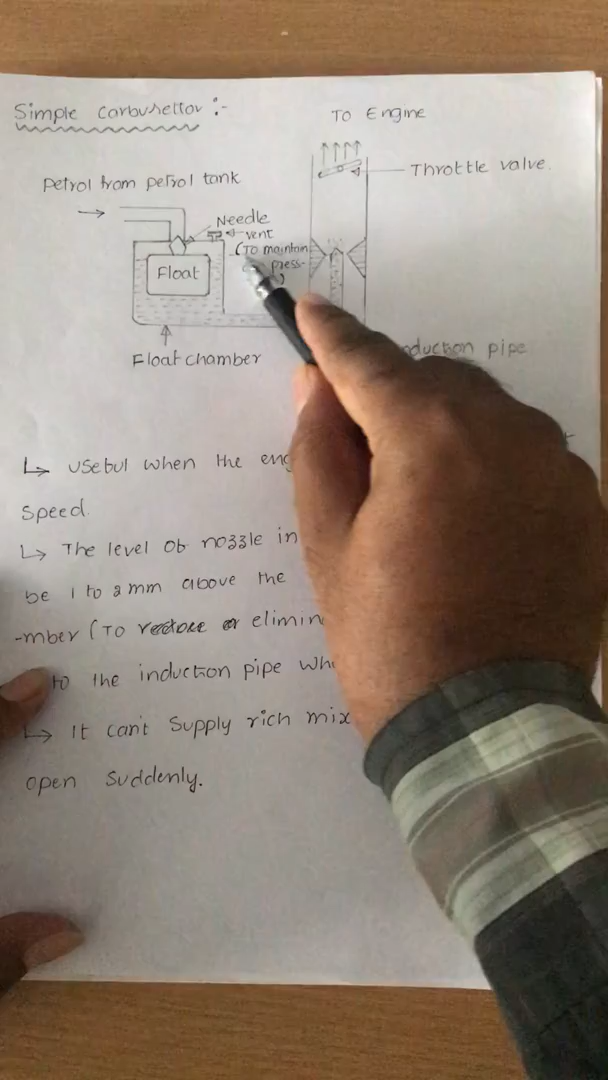 Simple Carburettor :-
To Engine
Throttle valve.
Petrol from petrol tank
Needle
vent
(To maintain
press-
Float
Float chamber
induction pipe
↳ Useful when the eng
Speed.
↳ The level of nozzle in
be 1 to 2 mm above the
-mber (To reduce or elimin
to the induction pipe wh
↳ It can't Supply rich mix
open Suddenly.